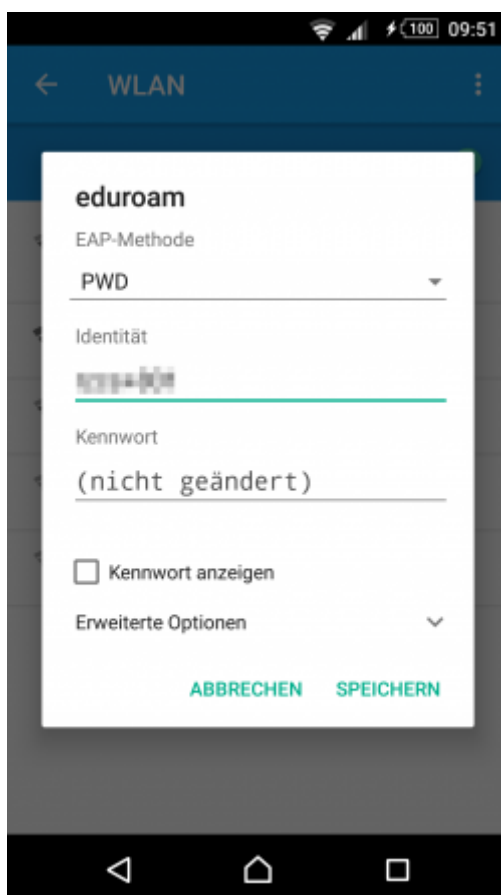 100 09:51
WLAN
eduroam
EAP-Methode
PWD
Identität
Kennwort
(nicht geändert)
Kennwort anzeigen
Erweiterte Optionen
ABBRECHEN SPEICHERN